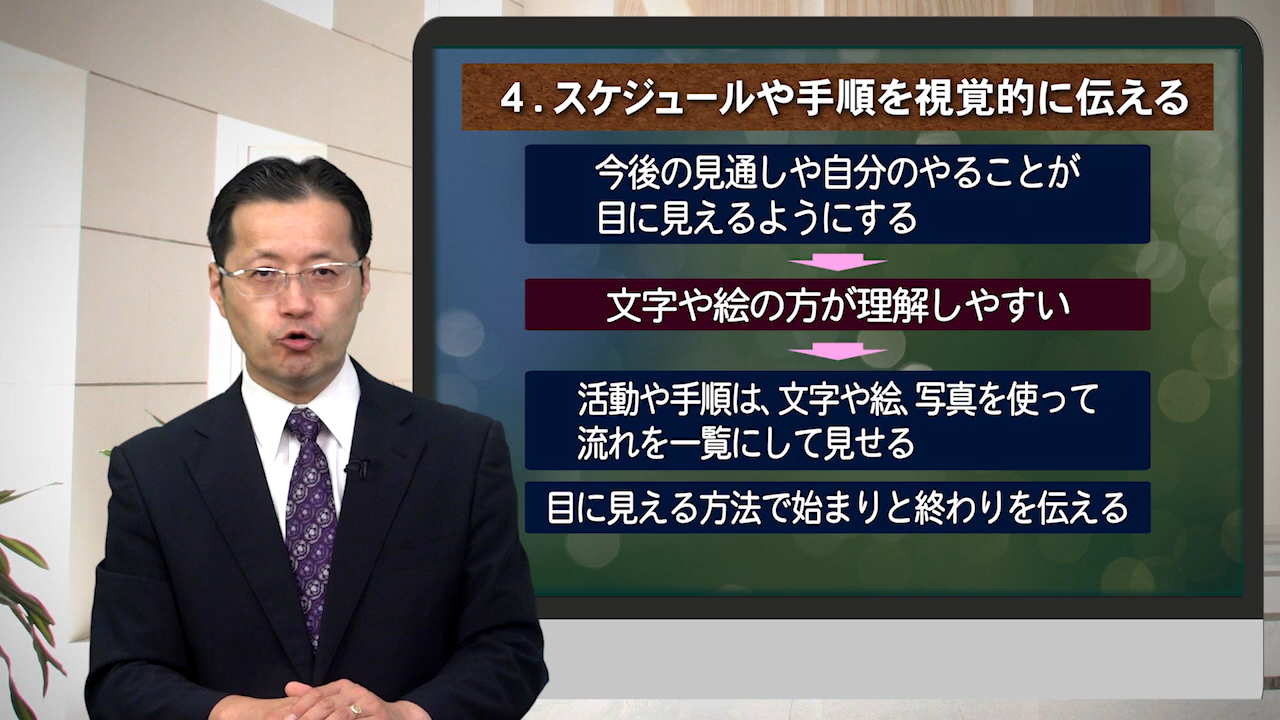 4．スケジュールや手順を視覚的に伝える
今後の見通しや自分のやることが
目に見えるようにする
文字や絵の方が理解しやすい
活動や手順は、文字や絵、写真を使って
流れを一覧にして見せる
目に見える方法で始まりと終わりを伝える